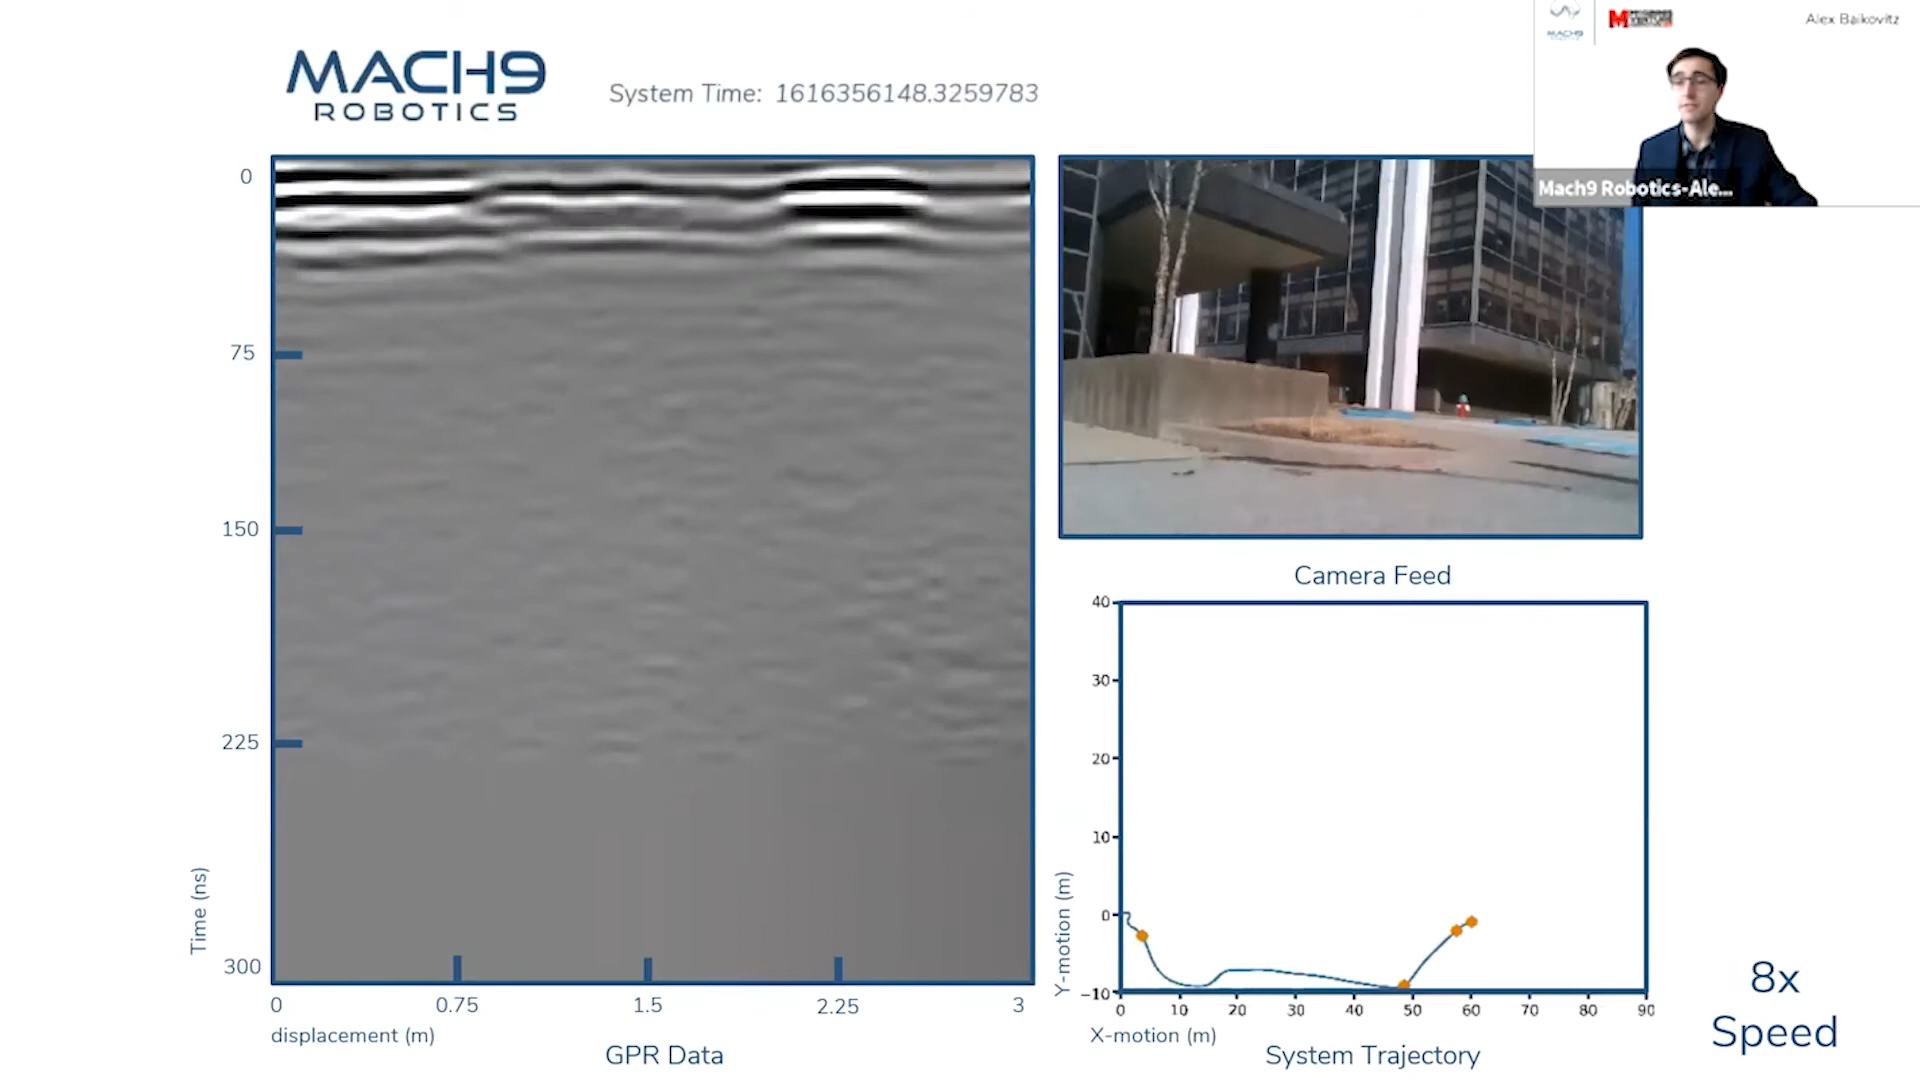 MACH9
ROBOTICS
System Time: 1616356148.3259783
MACH9
Alex Baikovitz
Mach9 Robotics-Ale...
0
75
150
225
300
Time (ns)
0 0.75 1.5 2.25 3
displacement (m)
GPR Data
Camera Feed
40
30
20
10
0
-10
Y-motion (m)
0 10 20 30 40 50 60 70 80 90
X-motion (m)
System Trajectory
8x
Speed